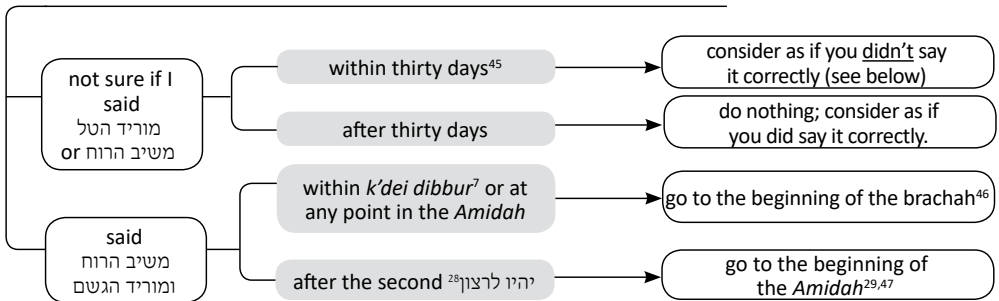 not sure if I
said
מוריד הטל
or משיב הרוח
within thirty days⁴⁵
consider as if you didn't say
it correctly (see below)
after thirty days
do nothing; consider as if
you did say it correctly.
said
משיב הרוח
ומוריד הגשם
within k'dei dibbur⁷ or at
any point in the Amidah
go to the beginning of the brachah⁴⁶
after the second יהיו לרצון²⁸
go to the beginning of
the Amidah²⁹,⁴⁷